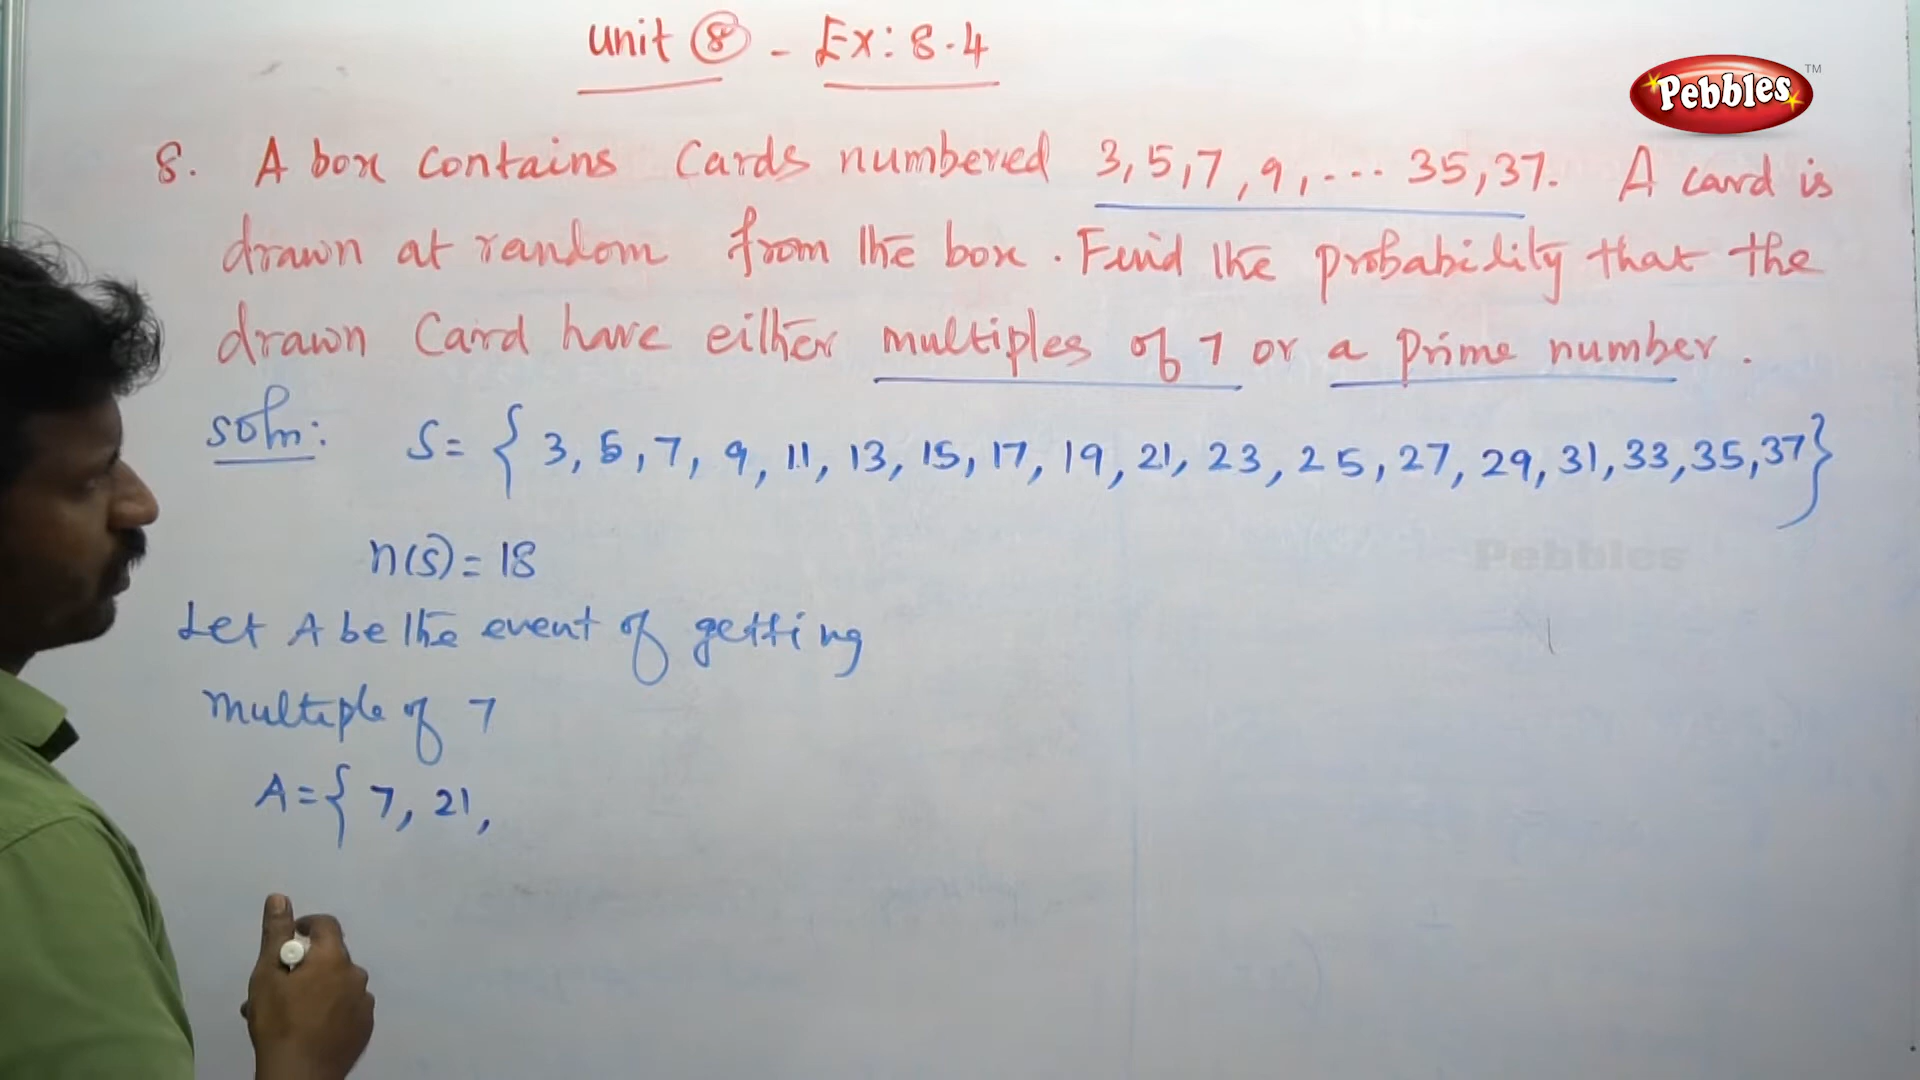 Unit 8 - Ex: 8.4
Pebbles TM
8. A box contains cards numbered 3,5,7,9,... 35,37. A card is
drawn at random from the box. Find the probability that the
drawn card have either multiples of 7 or a prime number.
soln: S = { 3, 5, 7, 9, 11, 13, 15, 17, 19, 21, 23, 25, 27, 29, 31, 33, 35, 37}
Pebbles
n(S) = 18
Let A be the event of getting
multiple of 7
A = { 7, 21,